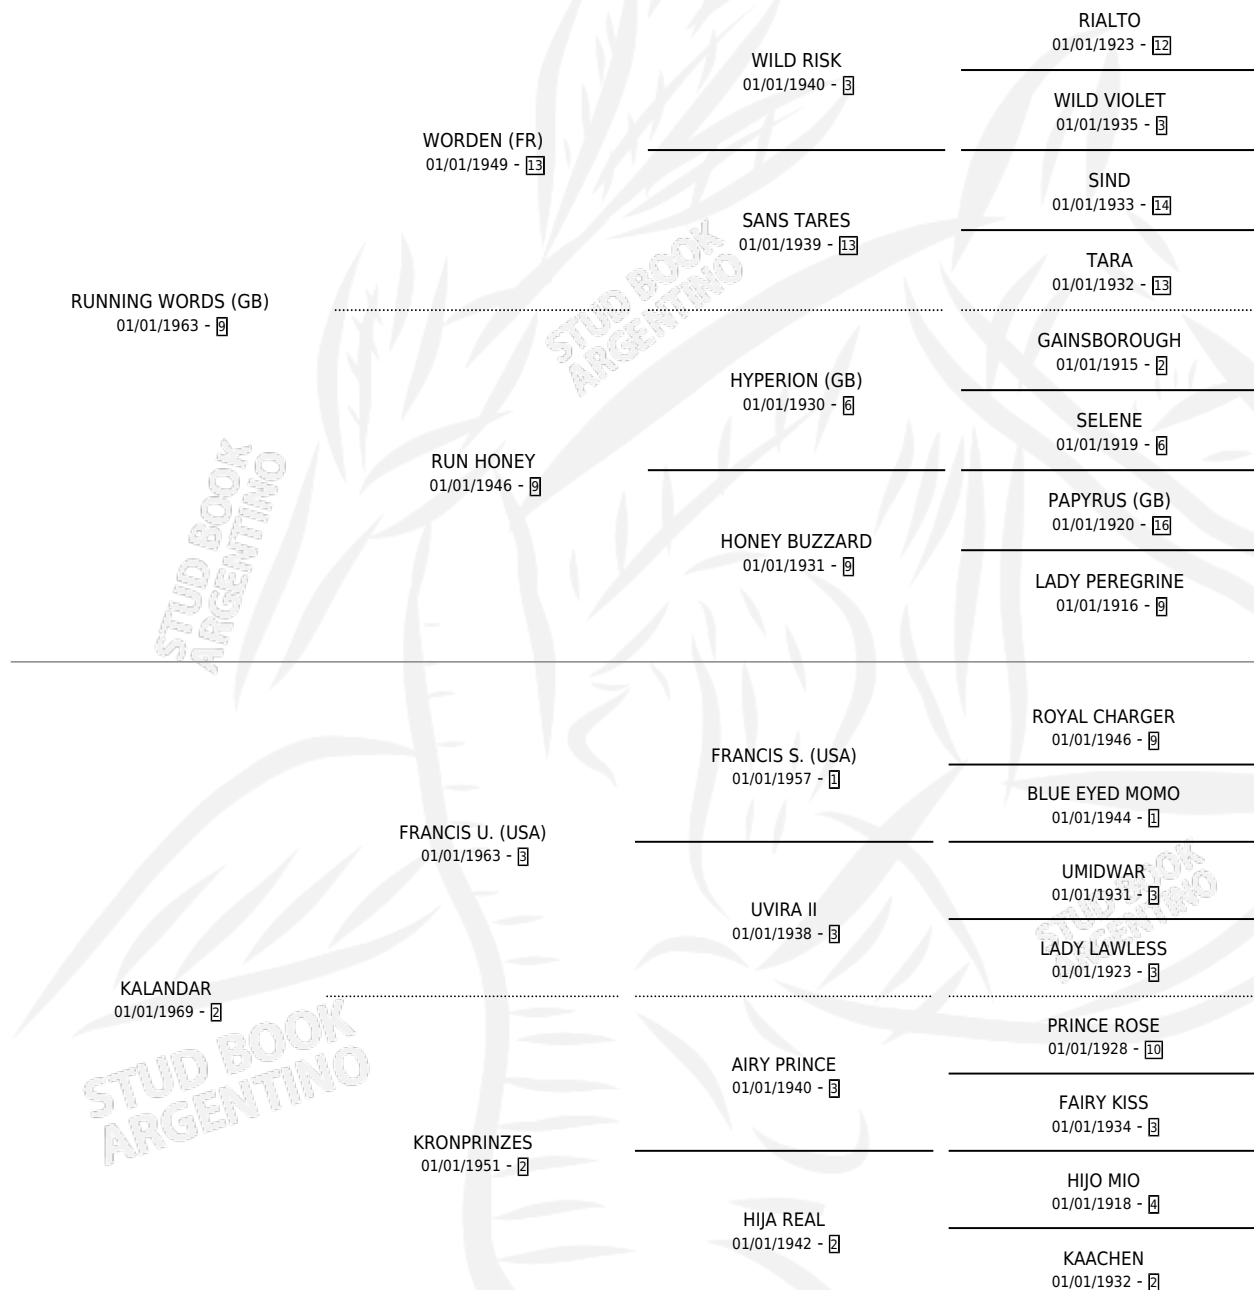 RIALTO
01/01/1923 - 12
WILD RISK
01/01/1940 - 3
WILD VIOLET
01/01/1935 - 3
WORDEN (FR)
01/01/1949 - 13
SIND
01/01/1933 - 14
SANS TARES
01/01/1939 - 13
TARA
01/01/1932 - 13
RUNNING WORDS (GB)
01/01/1963 - 9
GAINSBOROUGH
01/01/1915 - 2
HYPERION (GB)
01/01/1930 - 6
SELENE
01/01/1919 - 6
RUN HONEY
01/01/1946 - 9
PAPYRUS (GB)
01/01/1920 - 16
HONEY BUZZARD
01/01/1931 - 9
LADY PEREGRINE
01/01/1916 - 9
ROYAL CHARGER
01/01/1946 - 9
FRANCIS S. (USA)
01/01/1957 - 1
BLUE EYED MOMO
01/01/1944 - 1
FRANCIS U. (USA)
01/01/1963 - 3
UMIDWAR
01/01/1931 - 3
UVIRA II
01/01/1938 - 3
LADY LAWLESS
01/01/1923 - 3
KALANDAR
01/01/1969 - 2
PRINCE ROSE
01/01/1928 - 10
AIRY PRINCE
01/01/1940 - 3
FAIRY KISS
01/01/1934 - 3
KRONPRINZES
01/01/1951 - 2
HIJO MIO
01/01/1918 - 4
HIJA REAL
01/01/1942 - 2
KAACHEN
01/01/1932 - 2
STUD BOOK
ARGENTINO
STUD BOOK
ARGENTINO
STUD BOOK
ARGENTINO
STUD BOOK
ARGENTINO